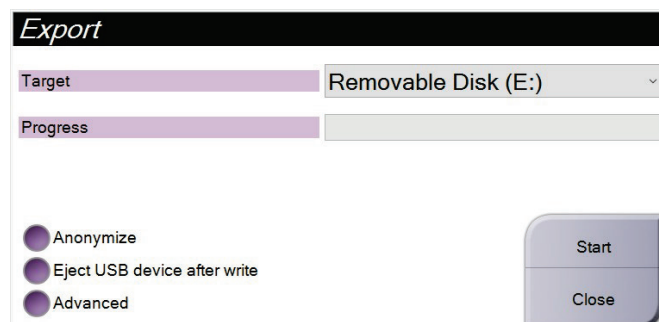 Export
Target
Removable Disk (E:)
Progress
Anonymize
Eject USB device after write
Advanced
Start
Close